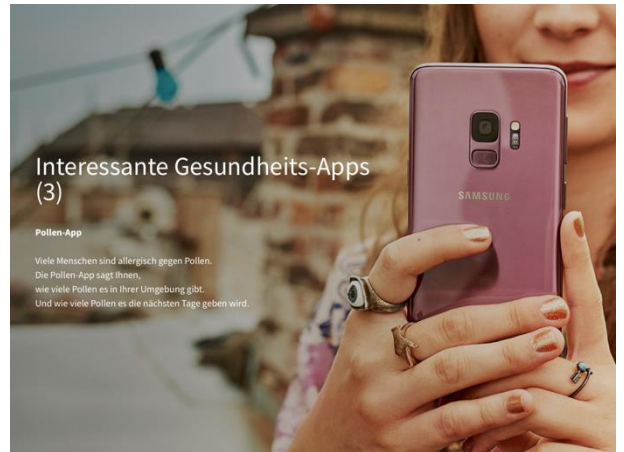 Interessante Gesundheits-Apps
(3)
Pollen-App
Viele Menschen sind allergisch gegen Pollen.
Die Pollen-App sagt Ihnen,
wie viele Pollen es in Ihrer Umgebung gibt.
Und wie viele Pollen es die nächsten Tage geben wird.
SAMSUNG